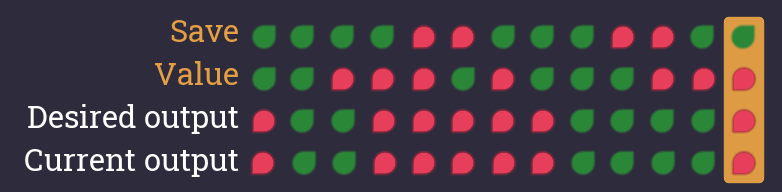 Save
Value
Desired output
Current output